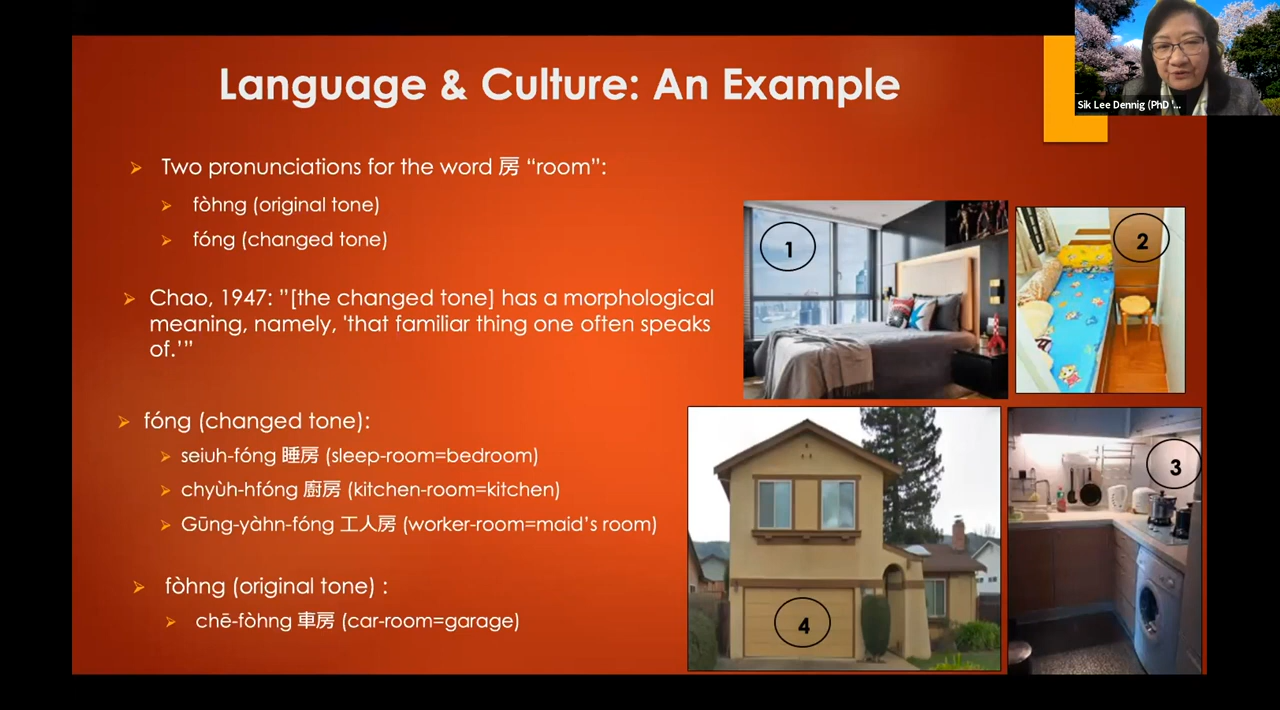 Language & Culture: An Example
Sik Lee Dennig (PhD '...
Two pronunciations for the word 房 “room”:
fòhng (original tone)
fóng (changed tone)
Chao, 1947: ”[the changed tone] has a morphological
meaning, namely, 'that familiar thing one often speaks
of.'”
fóng (changed tone):
seiuh-fóng 睡房 (sleep-room=bedroom)
chyùh-hfóng 廚房 (kitchen-room=kitchen)
Gūng-yàhn-fóng 工人房 (worker-room=maid’s room)
fòhng (original tone) :
chē-fòhng 車房 (car-room=garage)
1
2
3
4